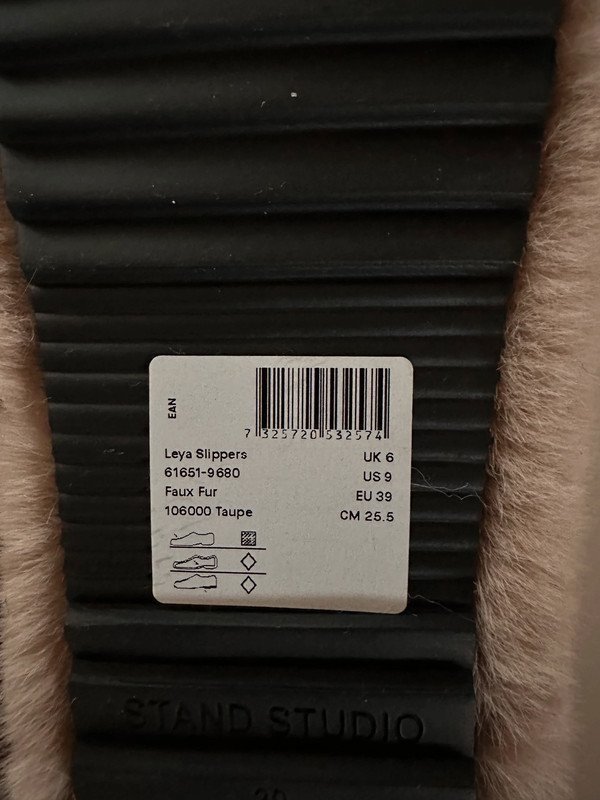 EAN
7 325720 532574
Leya Slippers
61651-9680
Faux Fur
106000 Taupe
UK 6
US 9
EU 39
CM 25.5
STAND STUDIO